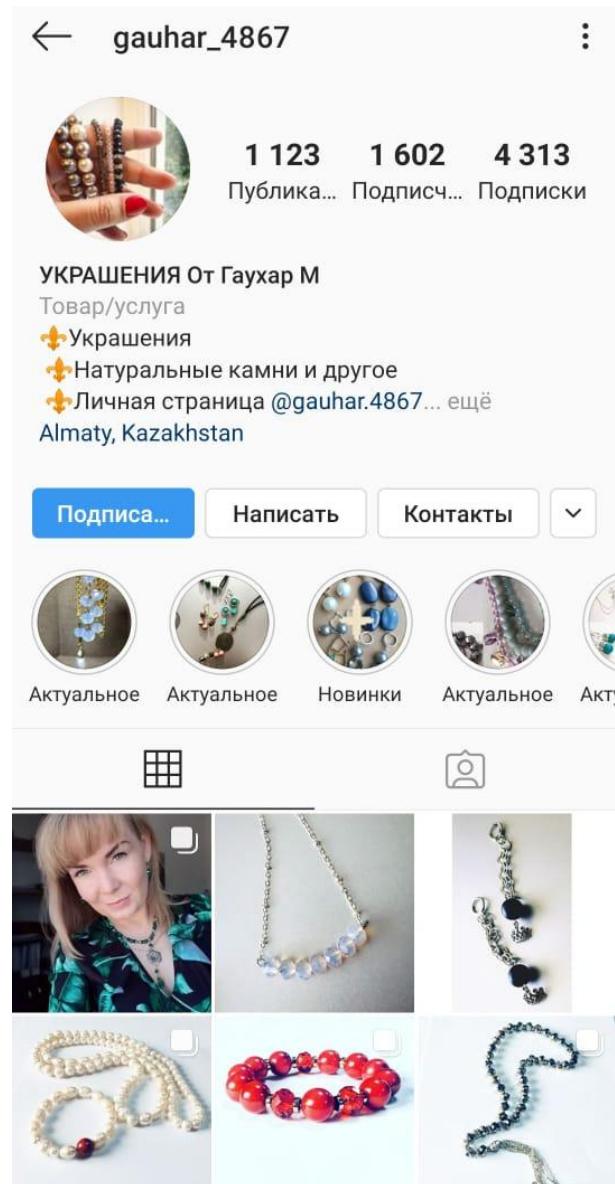 gauhar_4867
1 123 1 602 4 313
Публика... Подписч... Подписки
УКРАШЕНИЯ От Гаухар М
Товар/услуга
⚜Украшения
⚜Натуральные камни и другое
⚜Личная страница @gauhar.4867... ещё
Almaty, Kazakhstan
Подписа... Написать Контакты
Актуальное Актуальное Новинки Актуальное Акту